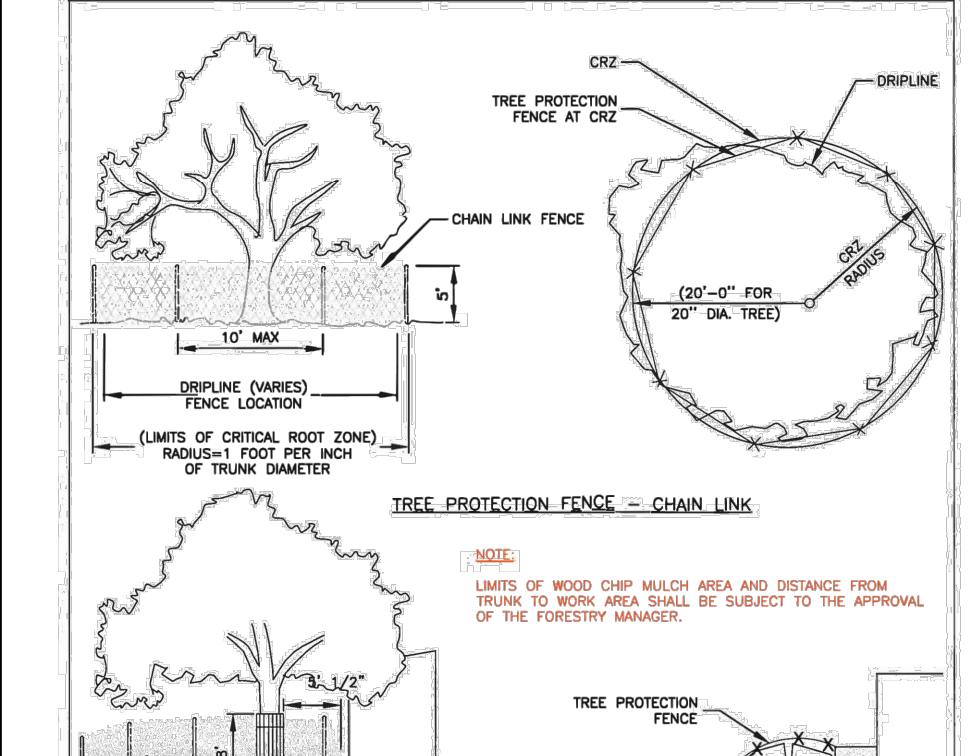 CRZ
DRIPLINE
TREE PROTECTION
FENCE AT CRZ
CHAIN LINK FENCE
CRZ
RADIUS
5'
(20'-0" FOR
20" DIA. TREE)
10' MAX
DRIPLINE (VARIES)
FENCE LOCATION
(LIMITS OF CRITICAL ROOT ZONE)
RADIUS=1 FOOT PER INCH
OF TRUNK DIAMETER
TREE PROTECTION FENCE - CHAIN LINK
NOTE:
LIMITS OF WOOD CHIP MULCH AREA AND DISTANCE FROM
TRUNK TO WORK AREA SHALL BE SUBJECT TO THE APPROVAL
OF THE FORESTRY MANAGER.
5' 1/2"
TREE PROTECTION
FENCE